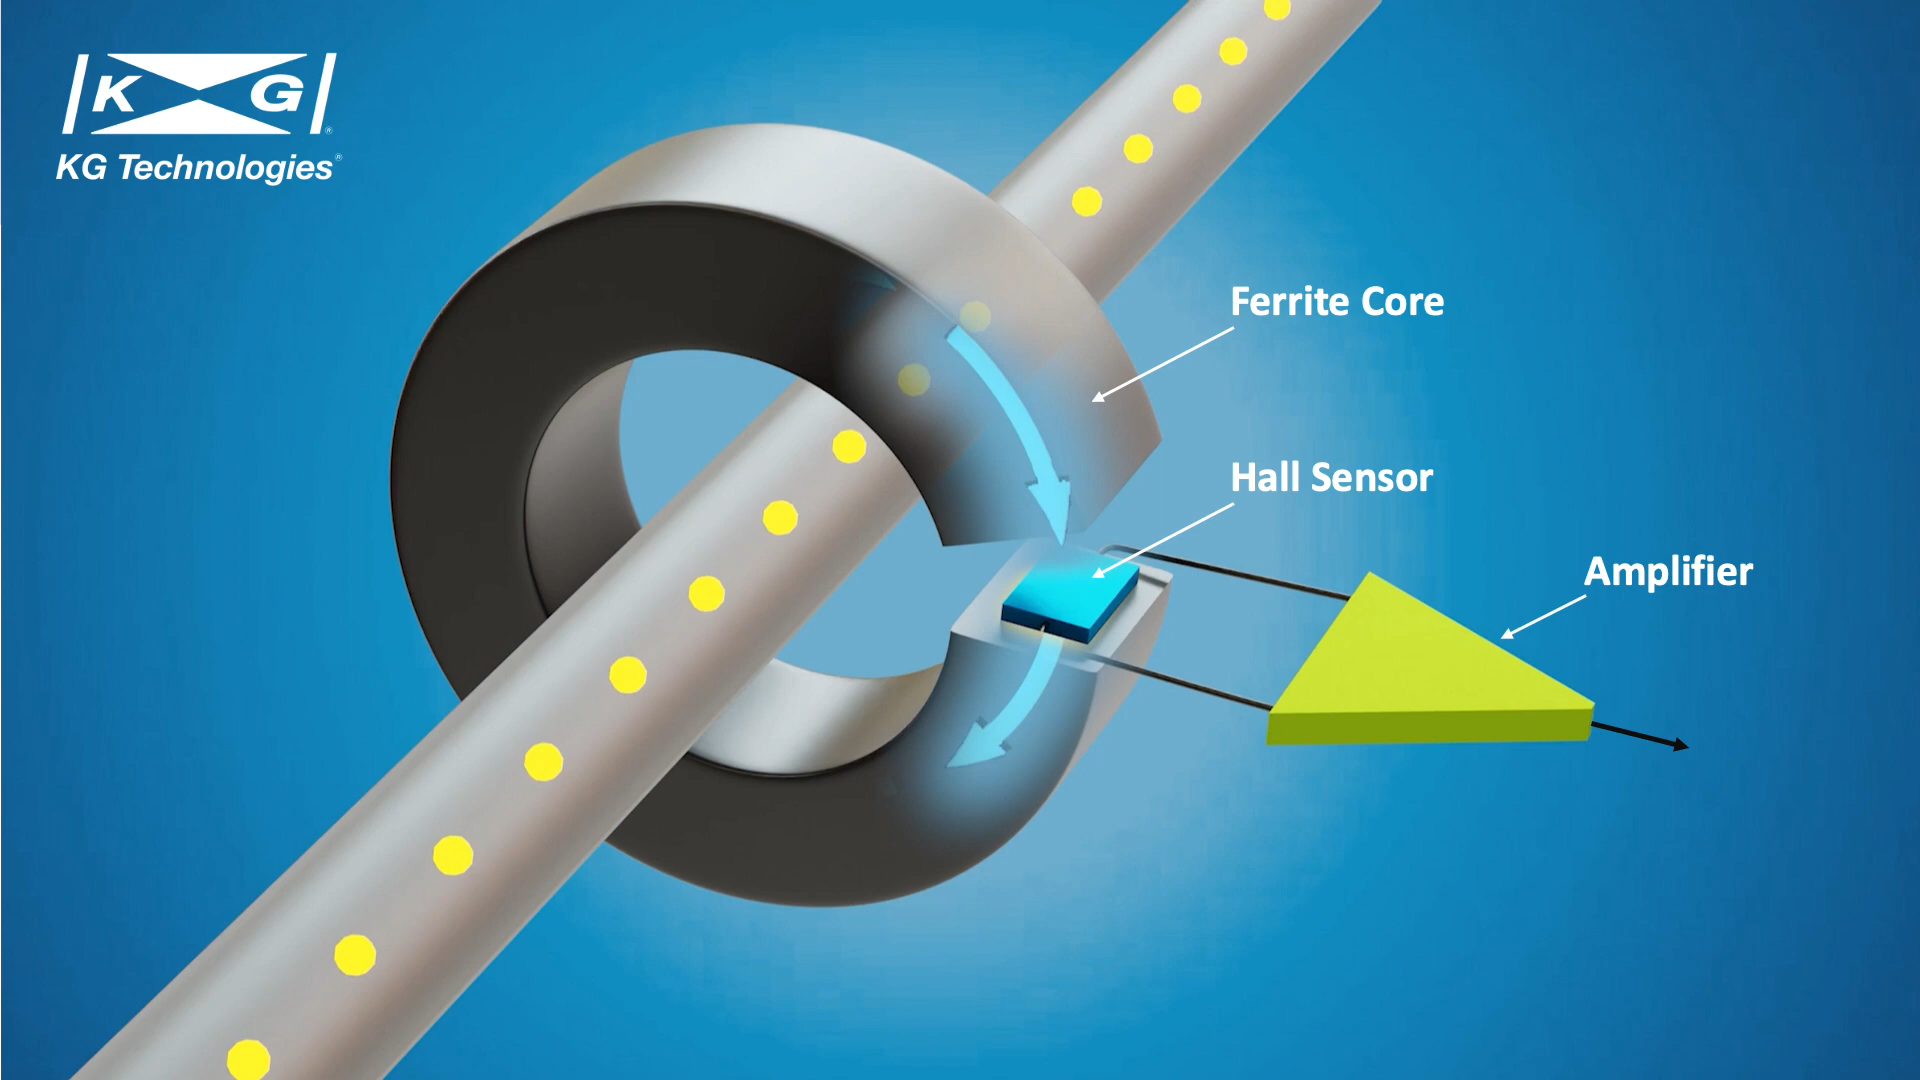 K G ®
KG Technologies®
Ferrite Core
Hall Sensor
Amplifier